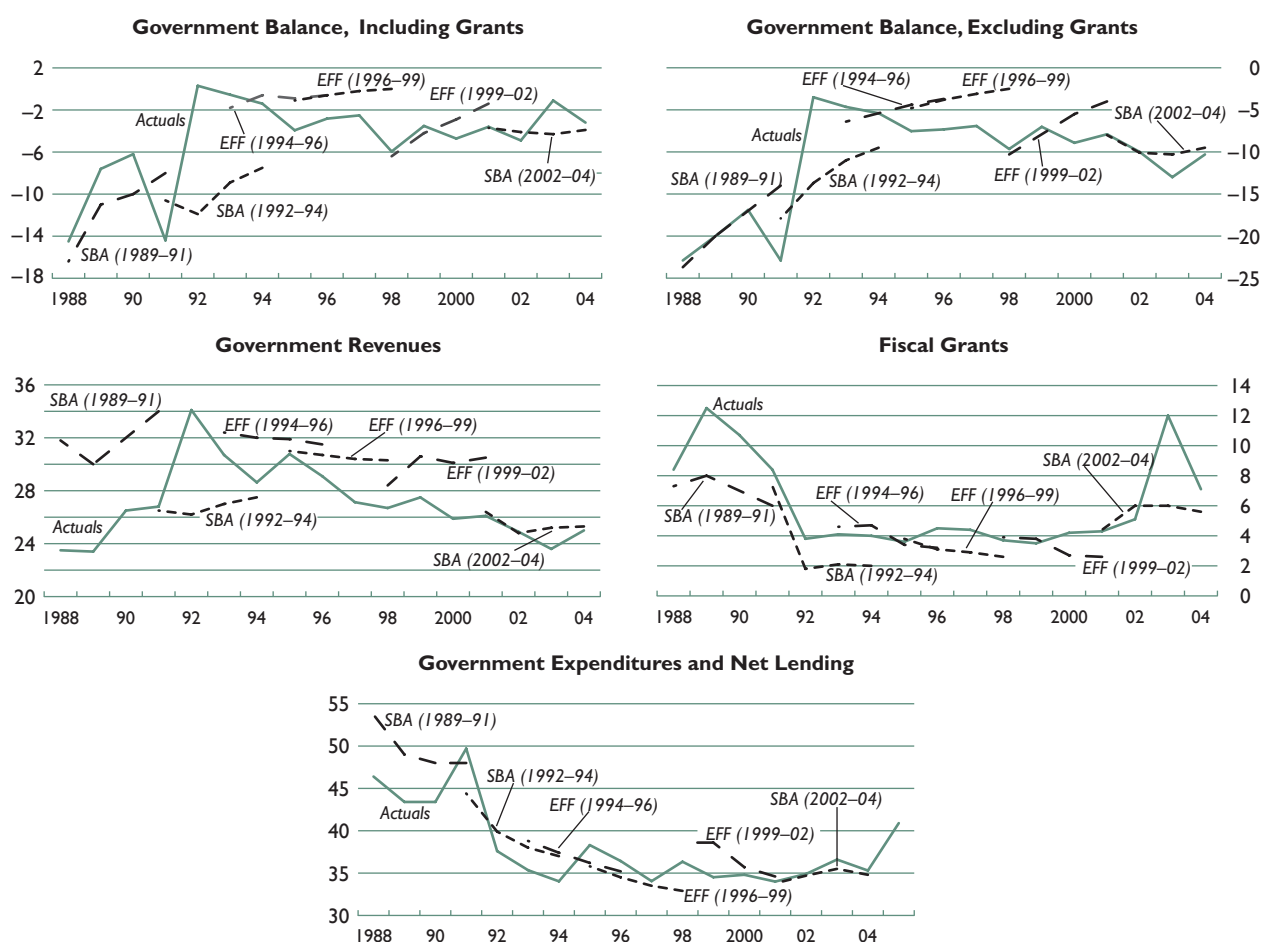 Government Balance, Including Grants
2
–2
–6
–10
–14
–18
Actuals
EFF (1996–99)
EFF (1999–02)
EFF (1994–96)
SBA (2002–04)
SBA (1992–94)
SBA (1989–91)
1988 90 92 94 96 98 2000 02 04
Government Balance, Excluding Grants
0
–5
–10
–15
–20
–25
EFF (1994–96)
EFF (1996–99)
SBA (2002–04)
Actuals
SBA (1989–91)
SBA (1992–94)
EFF (1999–02)
1988 90 92 94 96 98 2000 02 04
Government Revenues
36
32
28
24
20
SBA (1989–91)
EFF (1994–96)
EFF (1996–99)
EFF (1999–02)
Actuals
SBA (1992–94)
SBA (2002–04)
1988 90 92 94 96 98 2000 02 04
Fiscal Grants
14
12
10
8
6
4
2
0
Actuals
SBA (2002–04)
EFF (1994–96)
EFF (1996–99)
SBA (1989–91)
SBA (1992–94)
EFF (1999–02)
1988 90 92 94 96 98 2000 02 04
Government Expenditures and Net Lending
55
50
45
40
35
30
SBA (1989–91)
SBA (1992–94)
EFF (1994–96)
SBA (2002–04)
Actuals
EFF (1999–02)
EFF (1996–99)
1988 90 92 94 96 98 2000 02 04